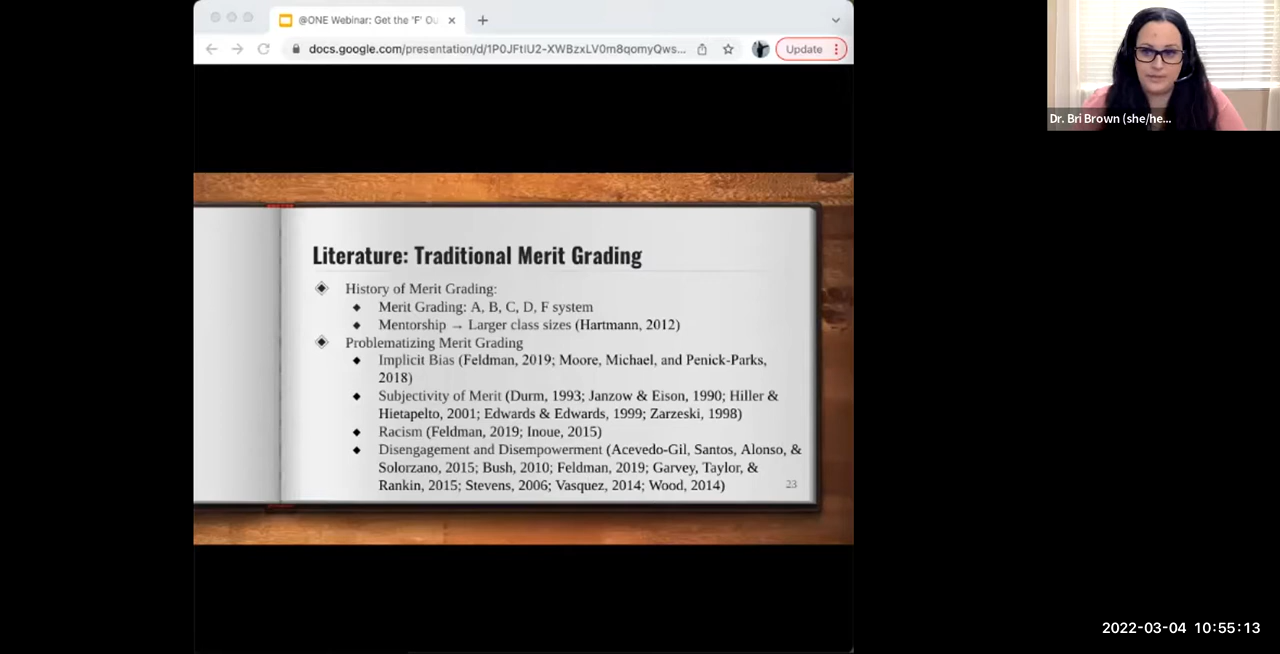 @ONE Webinar: Get the 'F' Ou
docs.google.com/presentation/d/1P0JFtiU2-XWBzxLV0m8qomyQws...
Update
Dr. Bri Brown (she/he...
Literature: Traditional Merit Grading
History of Merit Grading:
Merit Grading: A, B, C, D, F system
Mentorship → Larger class sizes (Hartmann, 2012)
Problematizing Merit Grading
Implicit Bias (Feldman, 2019; Moore, Michael, and Penick-Parks,
2018)
Subjectivity of Merit (Durm, 1993; Janzow & Eison, 1990; Hiller &
Hietapelto, 2001; Edwards & Edwards, 1999; Zarzeski, 1998)
Racism (Feldman, 2019; Inoue, 2015)
Disengagement and Disempowerment (Acevedo-Gil, Santos, Alonso, &
Solorzano, 2015; Bush, 2010; Feldman, 2019; Garvey, Taylor, &
Rankin, 2015; Stevens, 2006; Vasquez, 2014; Wood, 2014)
23
2022-03-04 10:55:13